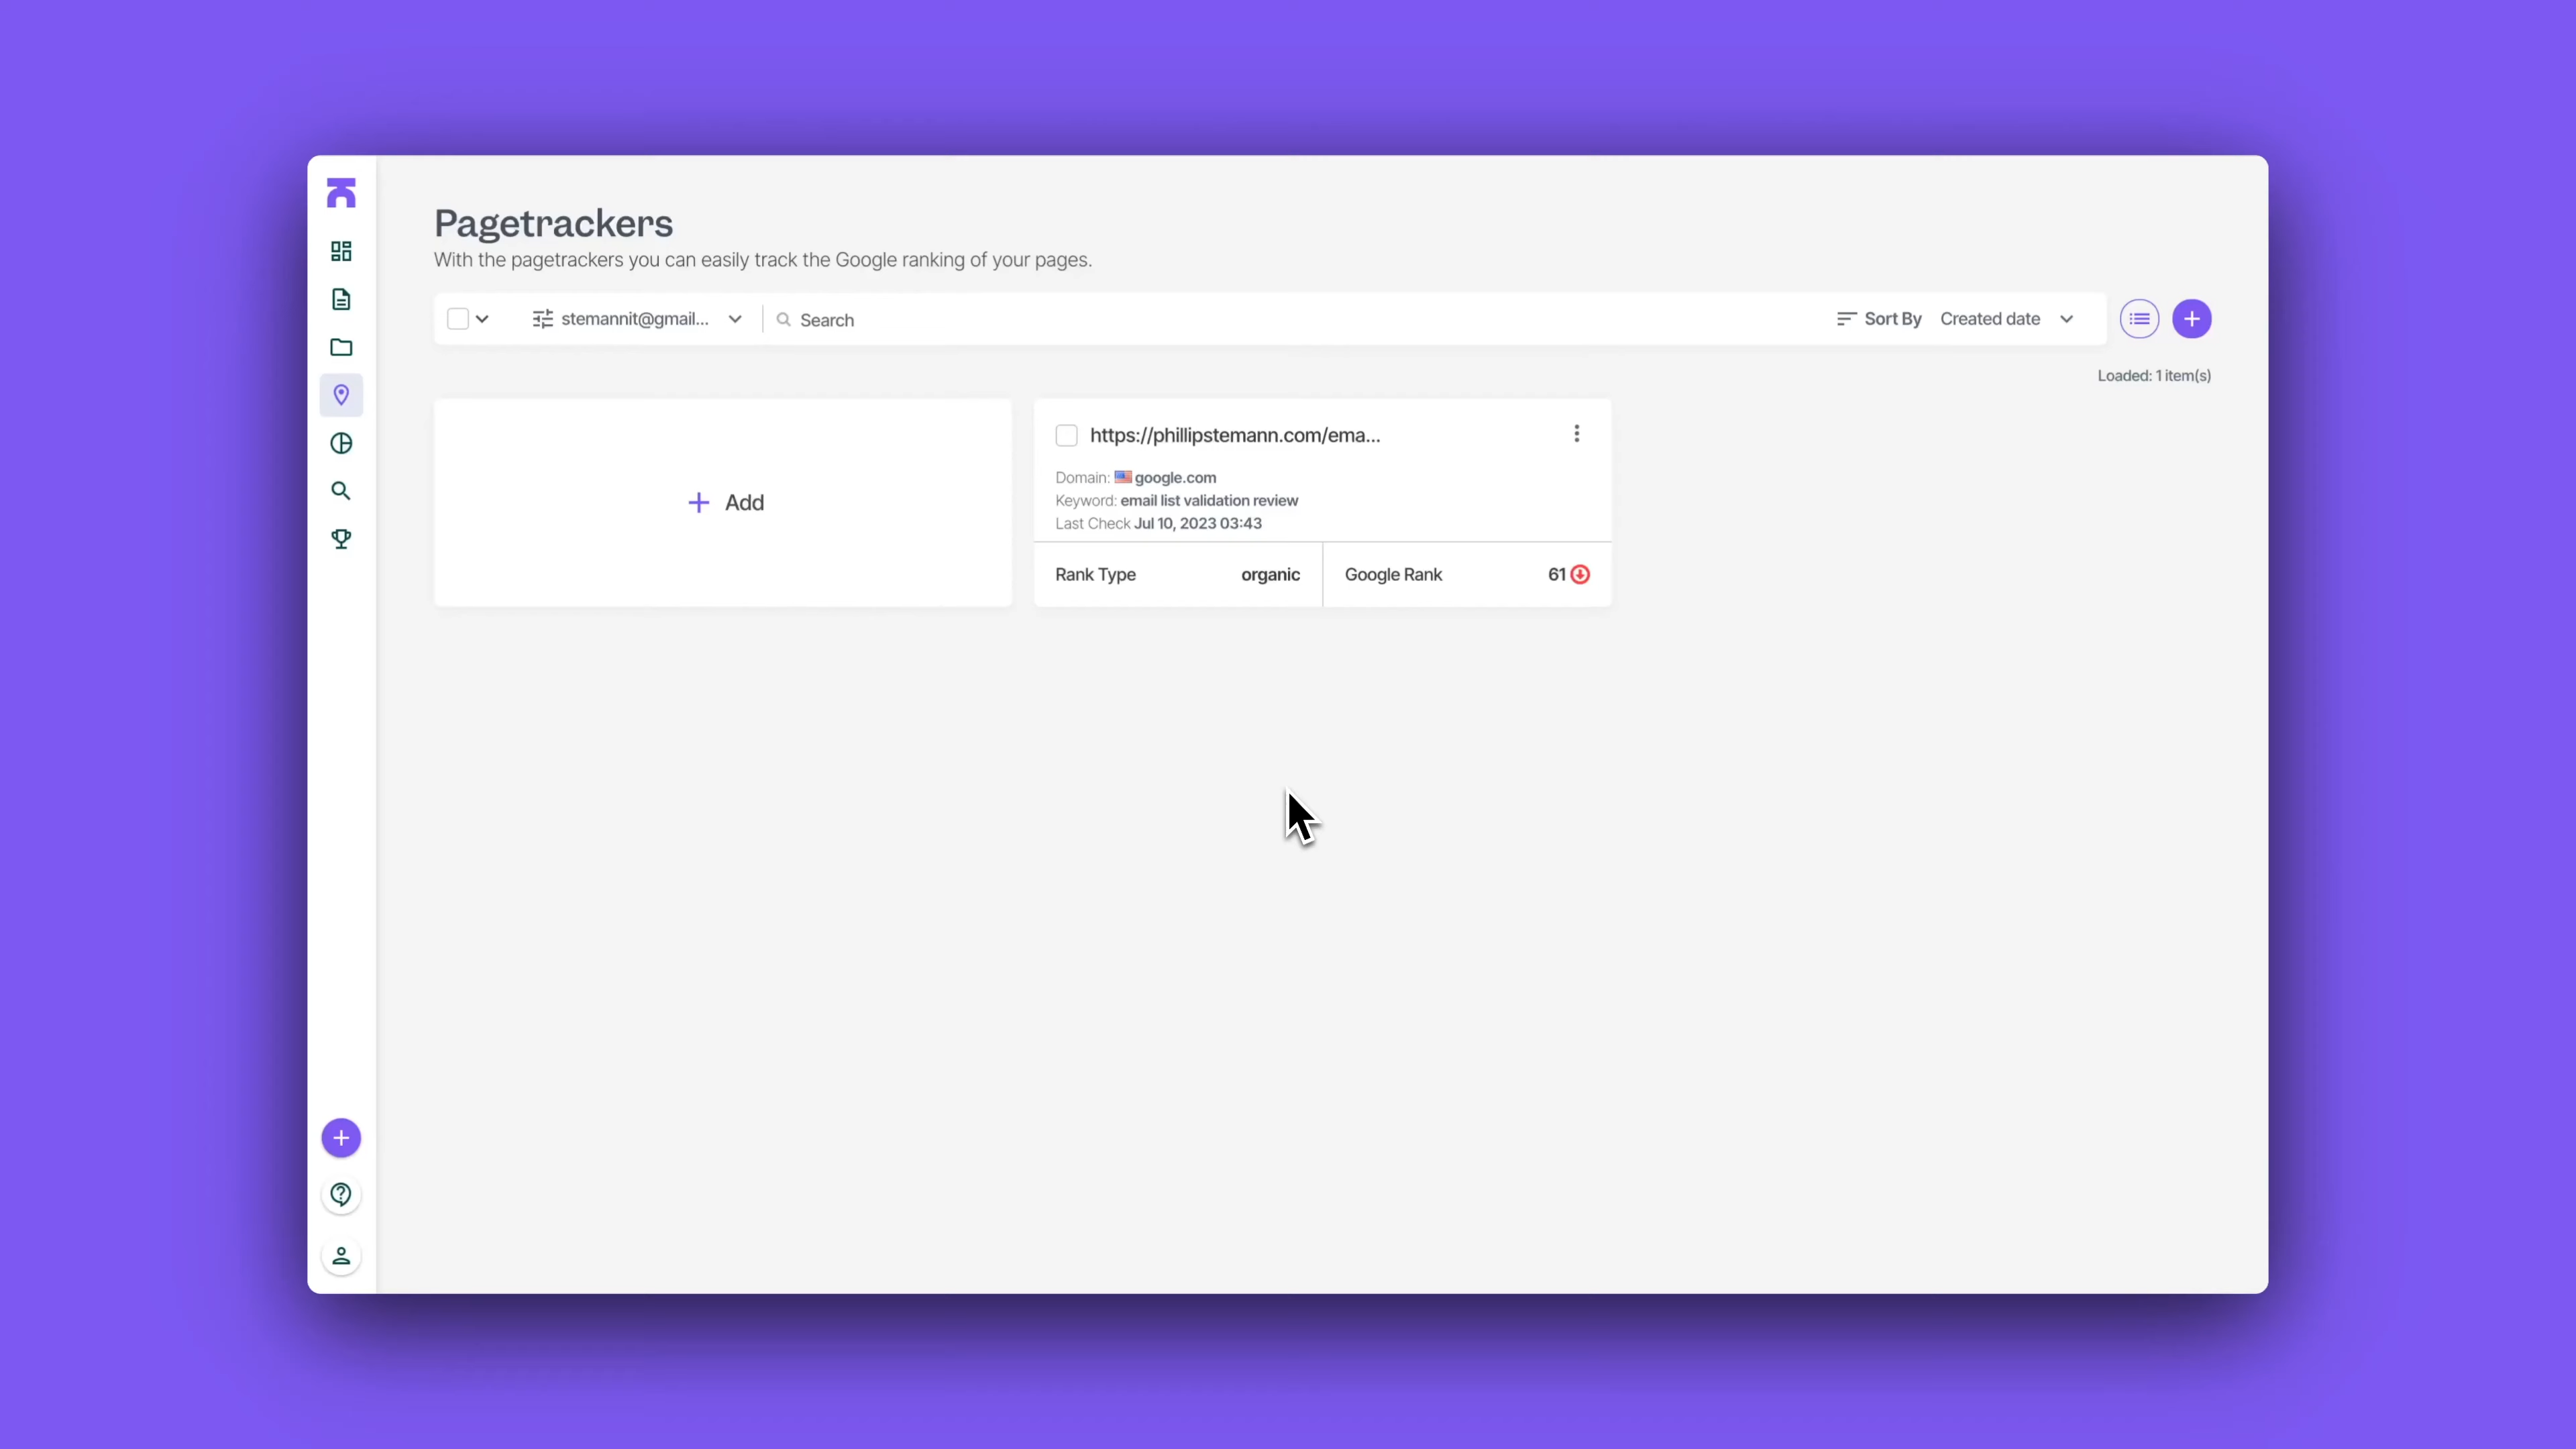 Pagetrackers
With the pagetrackers you can easily track the Google ranking of your pages.
stemannit@gmail...
Search
Sort By Created date
Loaded: 1 item(s)
Add
https://phillipstemann.com/ema...
Domain: google.com
Keyword: email list validation review
Last Check Jul 10, 2023 03:43
Rank Type organic Google Rank 61